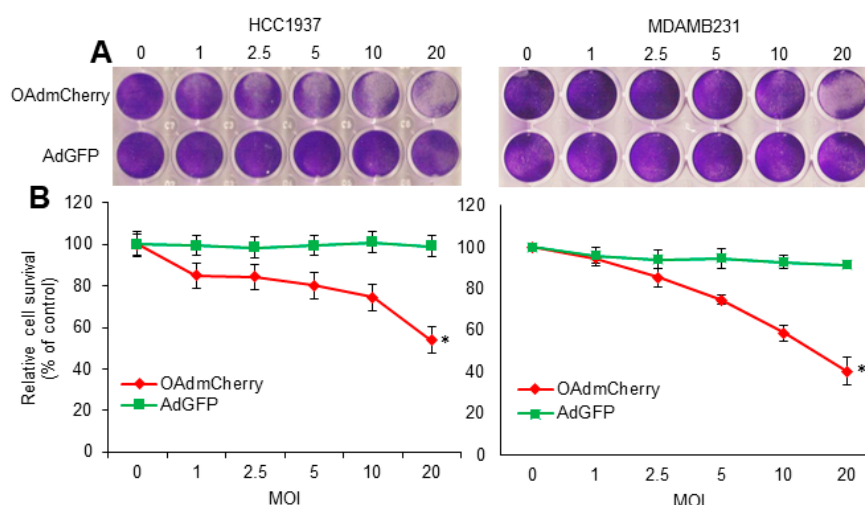 HCC1937
MDAMB231
A
0 1 2.5 5 10 20
0 1 2.5 5 10 20
OAdmCherry
AdGFP
B
Relative cell survival
(% of control)
120
100
80
60
40
20
0
*
OAdmCherry
AdGFP
0 1 2.5 5 10 20
MOI
120
100
80
60
40
20
0
*
OAdmCherry
AdGFP
0 1 2.5 5 10 20
MOI